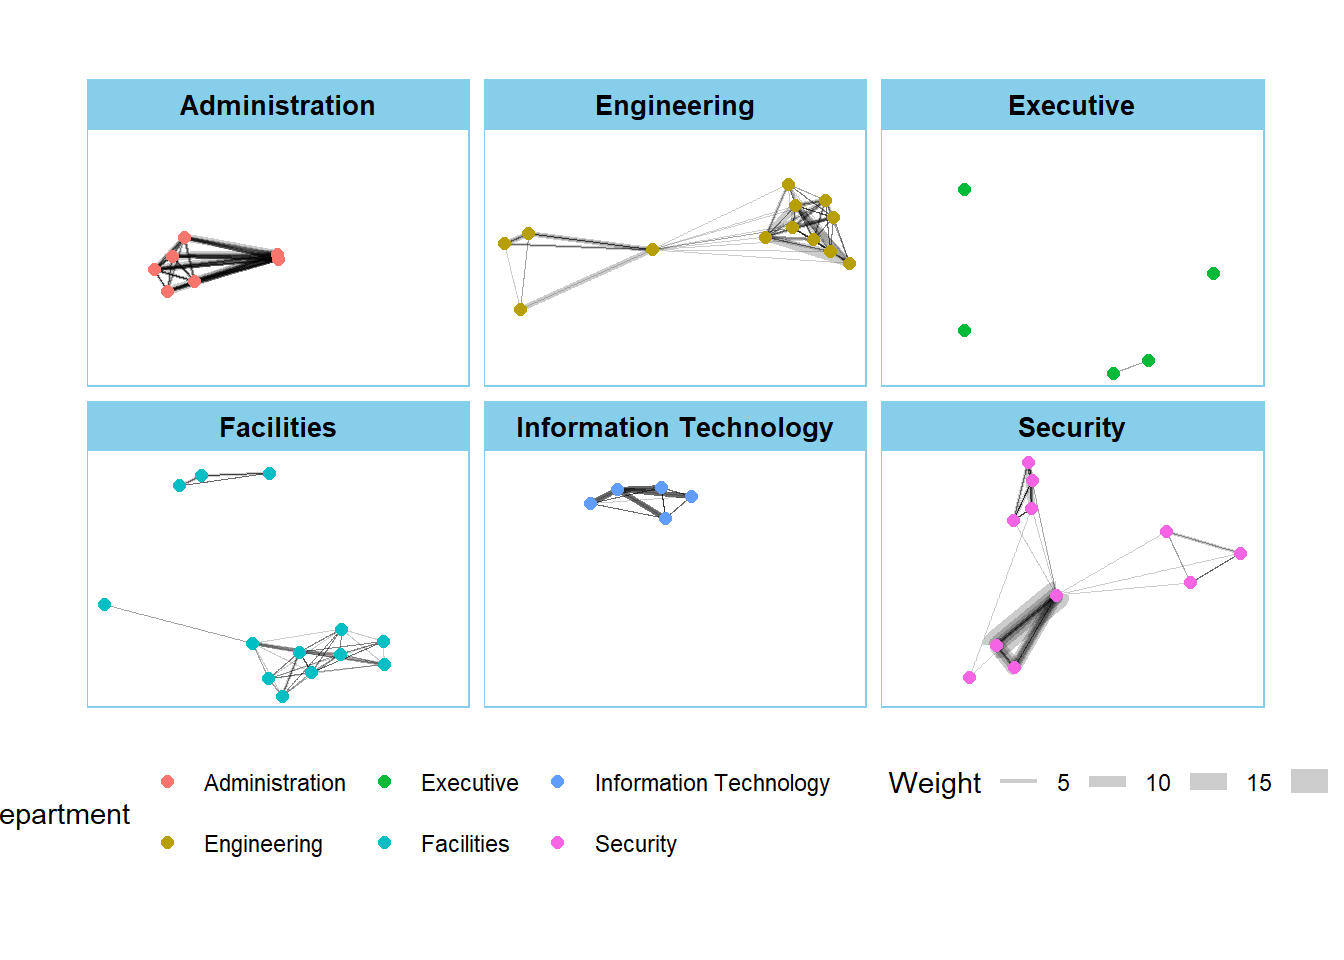 Administration
Engineering
Executive
Facilities
Information Technology
Security
epartment
Administration
Executive
Information Technology
Engineering
Facilities
Security
Weight
5
10
15